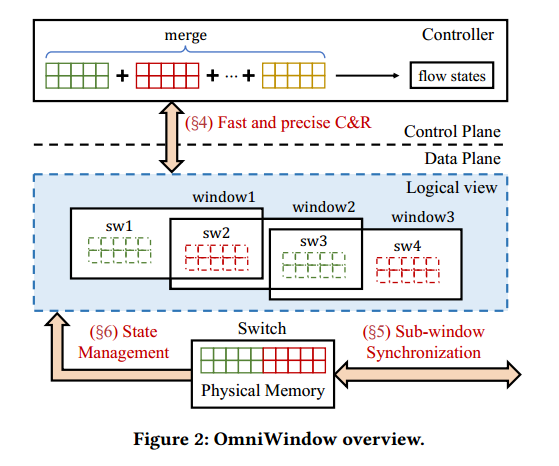 merge
Controller
+ + ... +
flow states
(§4) Fast and precise C&R
Control Plane
Data Plane
Logical view
window1
window2
window3
sw1
sw2
sw3
sw4
(§6) State
Management
Switch
Physical Memory
(§5) Sub-window
Synchronization
Figure 2: OmniWindow overview.